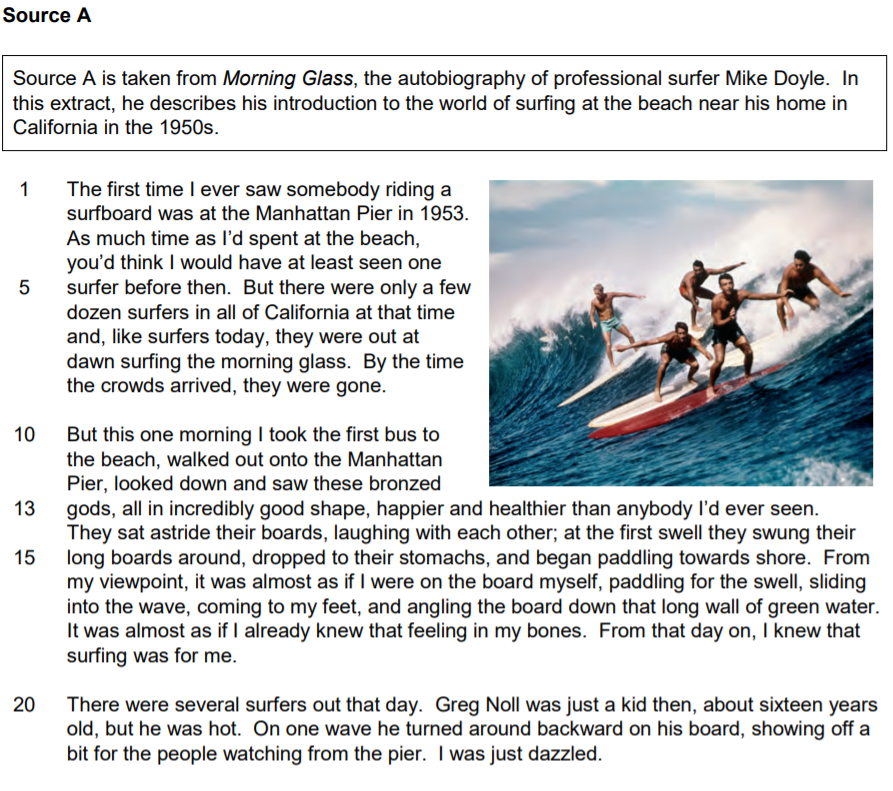 Source A
Source A is taken from Morning Glass, the autobiography of professional surfer Mike Doyle.  In
this extract, he describes his introduction to the world of surfing at the beach near his home in
California in the 1950s.
1 The first time I ever saw somebody riding a
surfboard was at the Manhattan Pier in 1953.
As much time as I'd spent at the beach,
you'd think I would have at least seen one
5 surfer before then.  But there were only a few
dozen surfers in all of California at that time
and, like surfers today, they were out at
dawn surfing the morning glass.  By the time
the crowds arrived, they were gone.
10 But this one morning I took the first bus to
the beach, walked out onto the Manhattan
Pier, looked down and saw these bronzed
13 gods, all in incredibly good shape, happier and healthier than anybody I'd ever seen.
They sat astride their boards, laughing with each other; at the first swell they swung their
15 long boards around, dropped to their stomachs, and began paddling towards shore.  From
my viewpoint, it was almost as if I were on the board myself, paddling for the swell, sliding
into the wave, coming to my feet, and angling the board down that long wall of green water.
It was almost as if I already knew that feeling in my bones.  From that day on, I knew that
surfing was for me.
20 There were several surfers out that day.  Greg Noll was just a kid then, about sixteen years
old, but he was hot.  On one wave he turned around backward on his board, showing off a
bit for the people watching from the pier.  I was just dazzled.